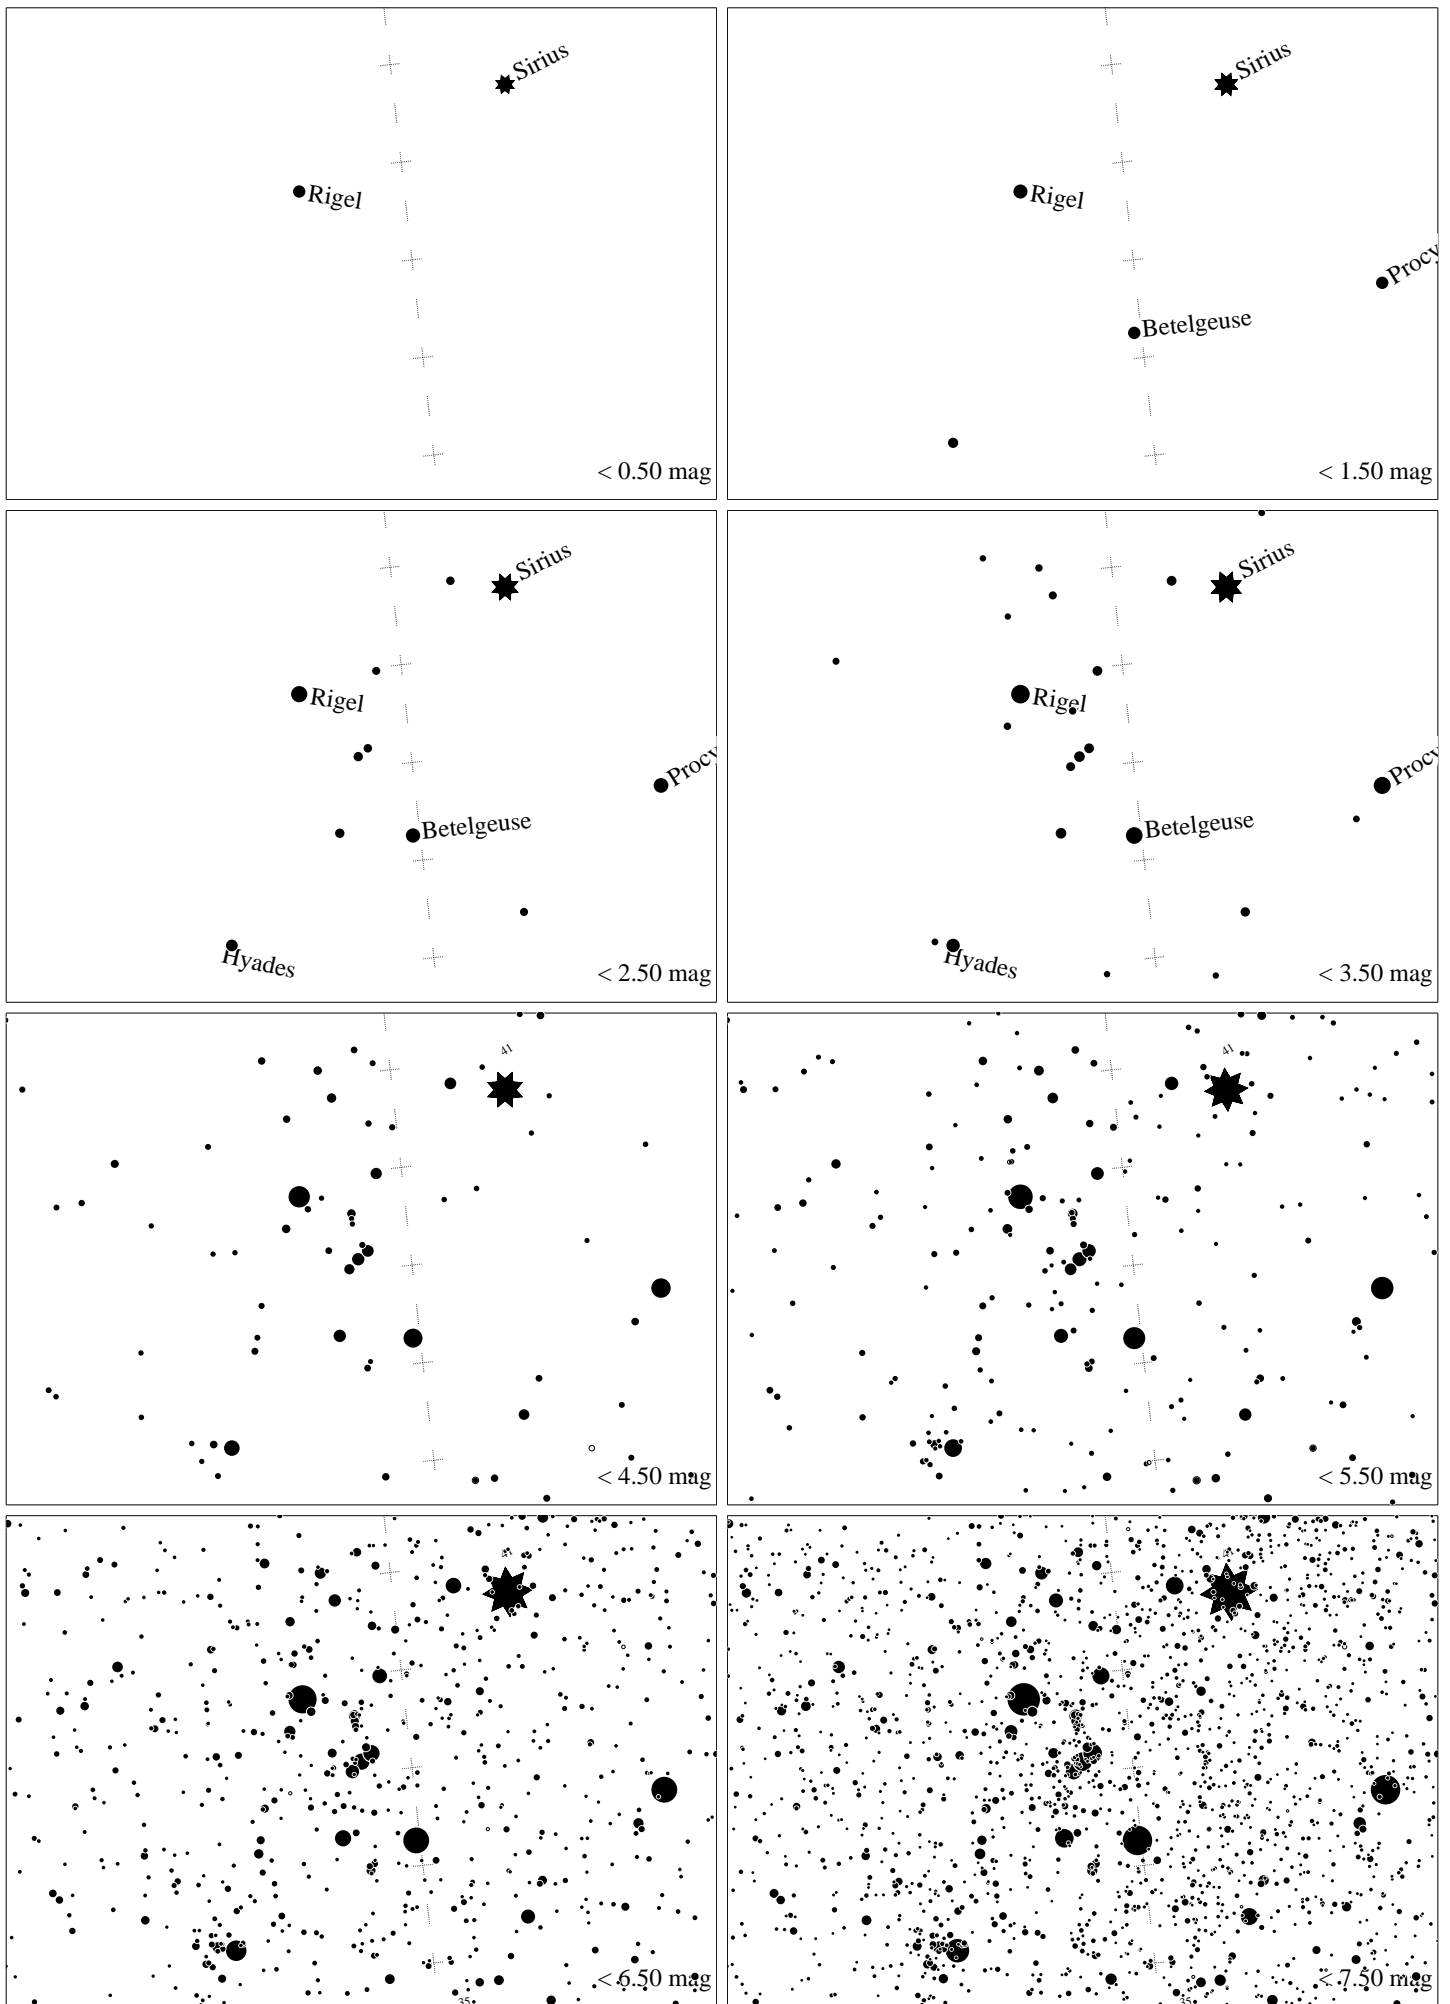 Sirius
Rigel
< 0.50 mag
Sirius
Rigel
Procy
Betelgeuse
< 1.50 mag
Sirius
Rigel
Procy
Betelgeuse
Hyades
< 2.50 mag
Sirius
Rigel
Procy
Betelgeuse
Hyades
< 3.50 mag
41
< 4.50 mag
41
< 5.50 mag
< 6.50 mag
35
< 7.50 mag
35